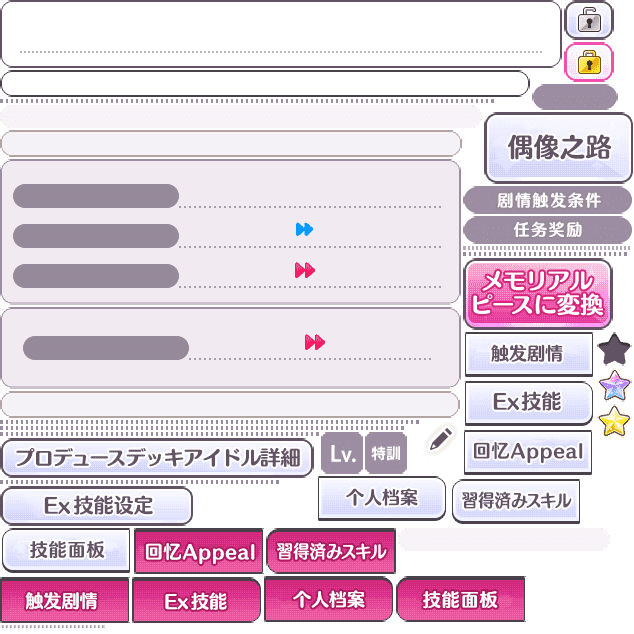 偶像之路
剧情触发条件
任务奖励
メモリアル
ピースに変換
触发剧情
Ex技能
回忆Appeal
プロデュースデッキアイドル詳細
Lv.
特訓
Ex技能设定
个人档案
習得済みスキル
技能面板
回忆Appeal
習得済みスキル
触发剧情
Ex技能
个人档案
技能面板